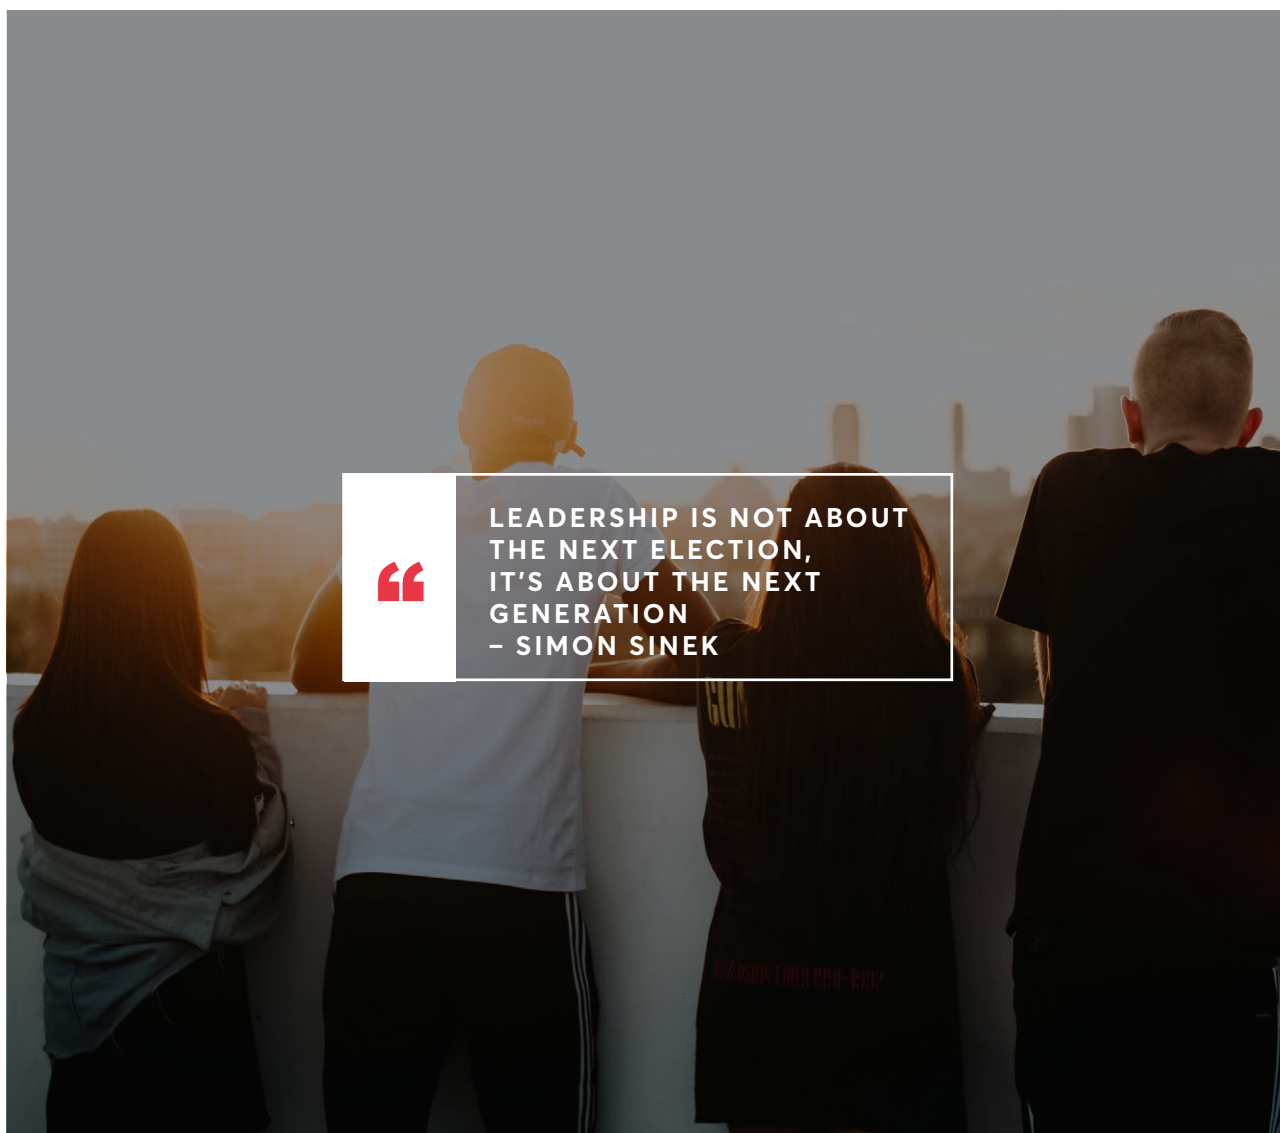 “
LEADERSHIP IS NOT ABOUT
THE NEXT ELECTION,
IT’S ABOUT THE NEXT
GENERATION
– SIMON SINEK